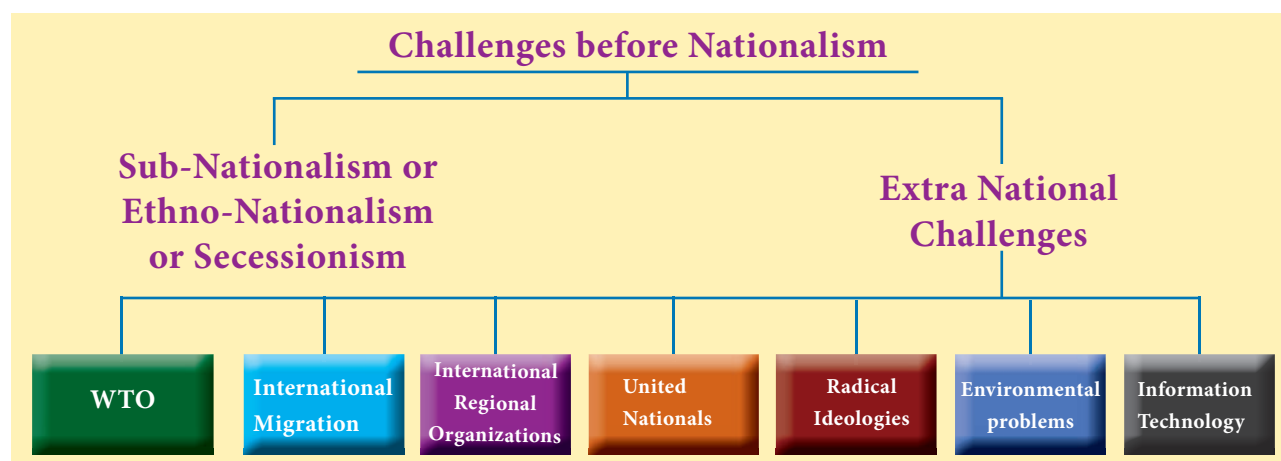 Challenges before Nationalism
Sub-Nationalism or
Ethno-Nationalism
or Secessionism
Extra National
Challenges
WTO
International
Migration
International
Regional
Organizations
United
Nationals
Radical
Ideologies
Environmental
problems
Information
Technology